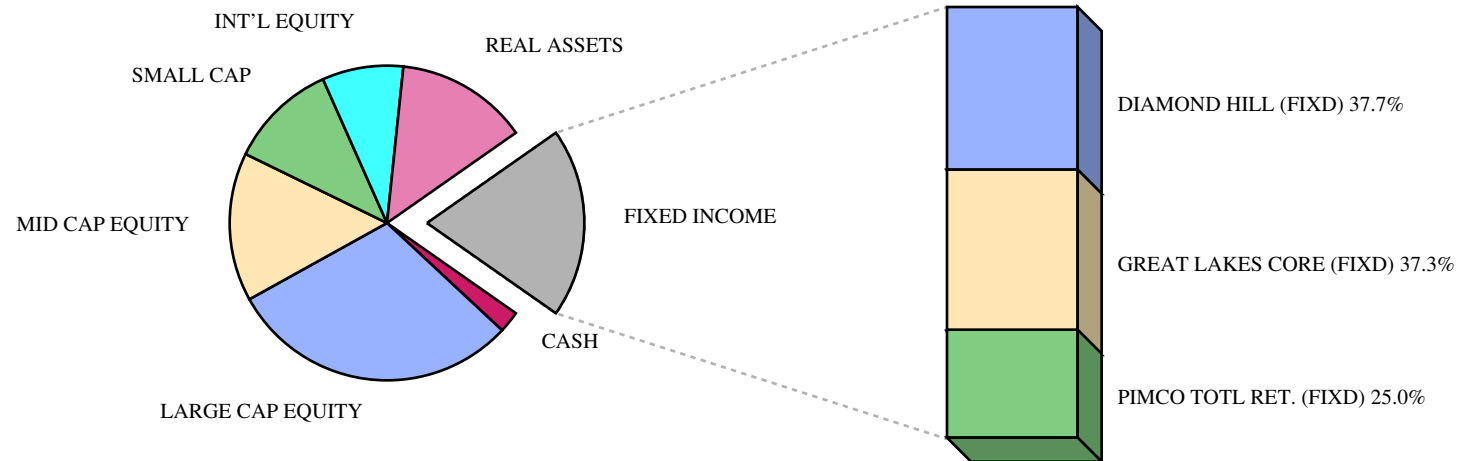 INT'L EQUITY
REAL ASSETS
SMALL CAP
DIAMOND HILL (FIXD) 37.7%
MID CAP EQUITY
FIXED INCOME
GREAT LAKES CORE (FIXD) 37.3%
CASH
LARGE CAP EQUITY
PIMCO TOTL RET. (FIXD) 25.0%